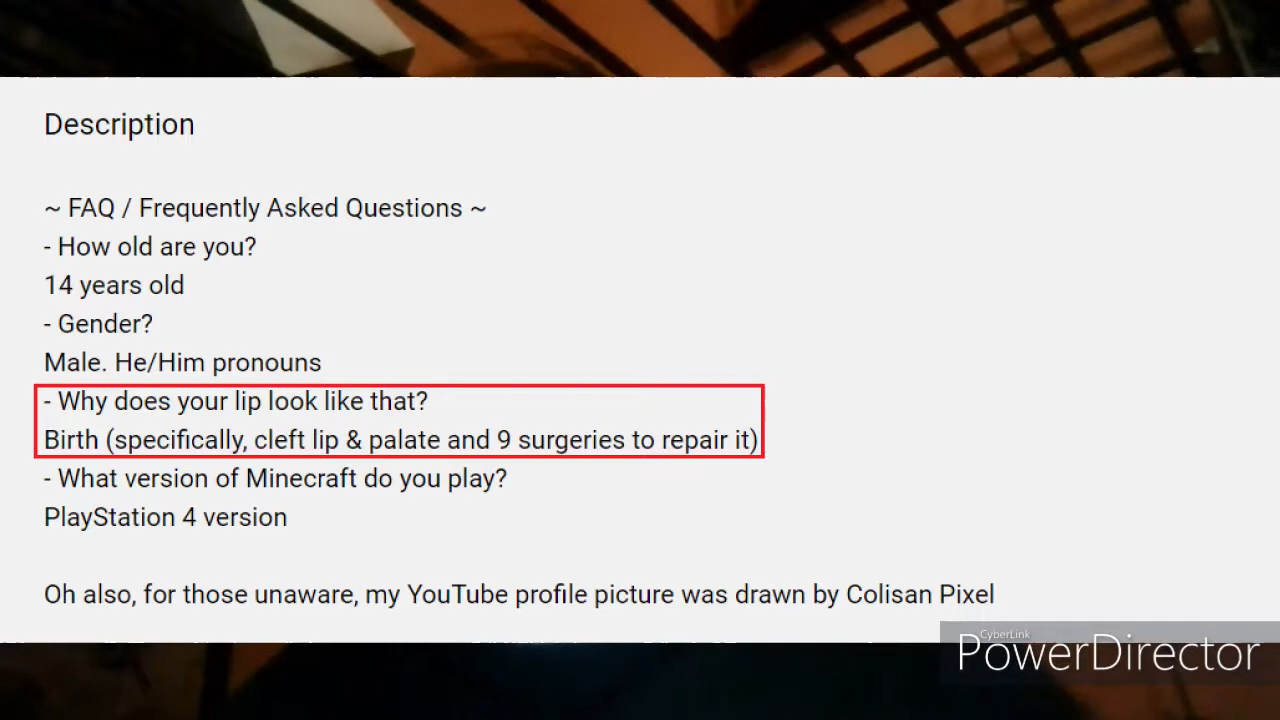 Description
~ FAQ / Frequently Asked Questions ~
- How old are you?
14 years old
- Gender?
Male. He/Him pronouns
- Why does your lip look like that?
Birth (specifically, cleft lip & palate and 9 surgeries to repair it)
- What version of Minecraft do you play?
PlayStation 4 version
Oh also, for those unaware, my YouTube profile picture was drawn by Colisan Pixel
CyberLink
PowerDirector